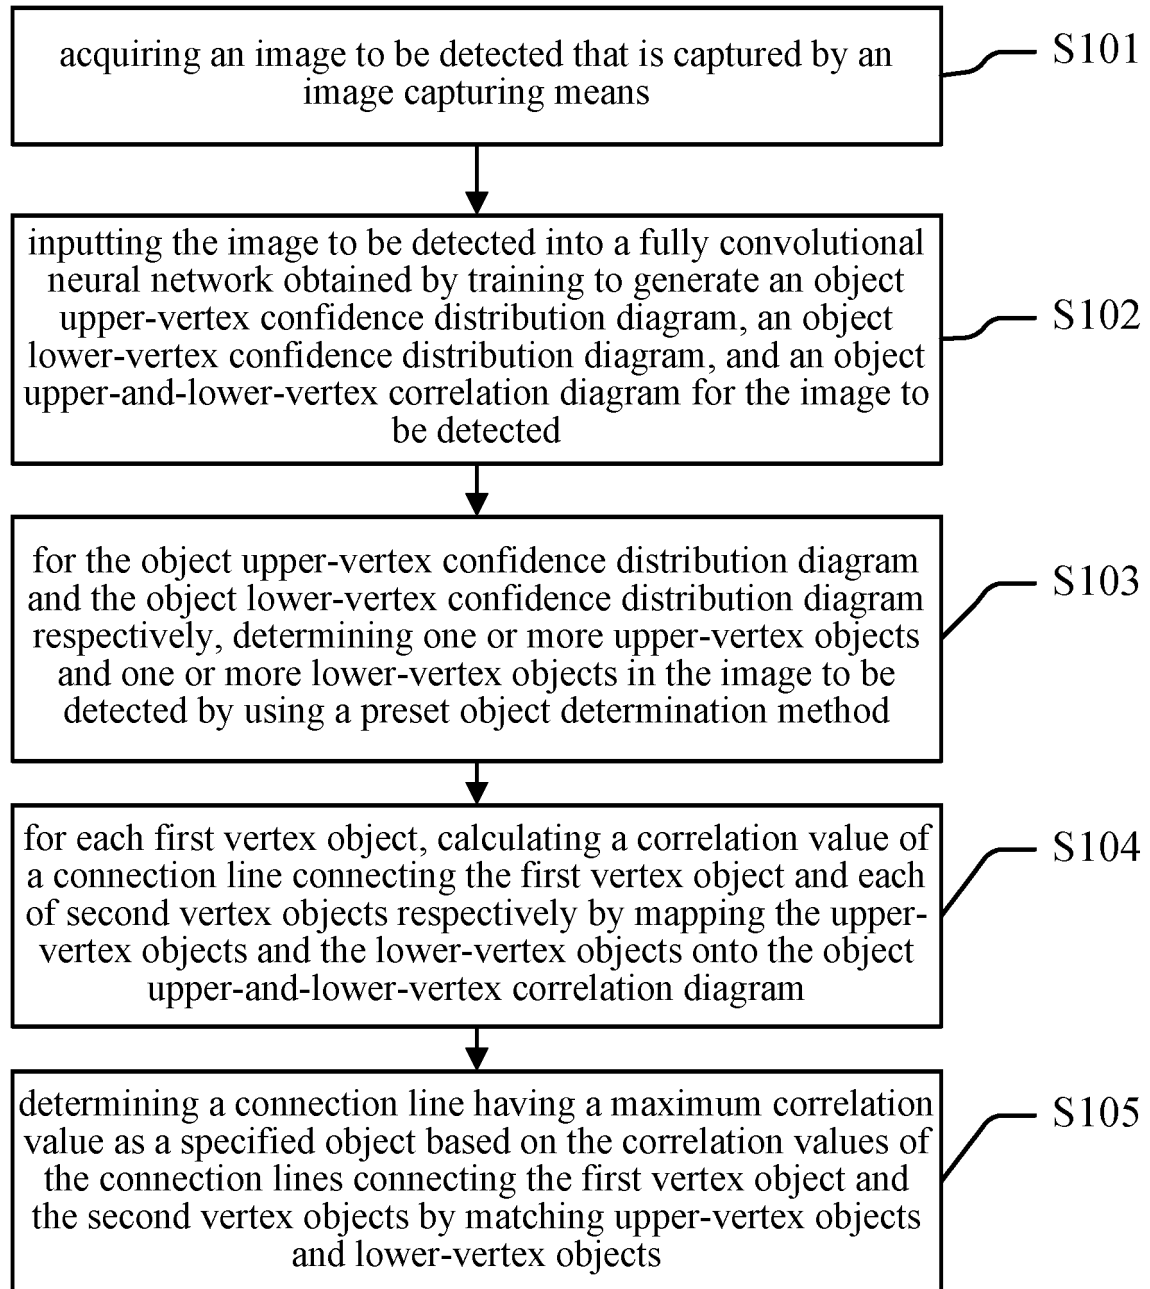 acquiring an image to be detected that is captured by an
image capturing means
S101
inputting the image to be detected into a fully convolutional
neural network obtained by training to generate an object
upper-vertex confidence distribution diagram, an object
lower-vertex confidence distribution diagram, and an object
upper-and-lower-vertex correlation diagram for the image to
be detected
S102
for the object upper-vertex confidence distribution diagram
and the object lower-vertex confidence distribution diagram
respectively, determining one or more upper-vertex objects
and one or more lower-vertex objects in the image to be
detected by using a preset object determination method
S103
for each first vertex object, calculating a correlation value of
a connection line connecting the first vertex object and each
of second vertex objects respectively by mapping the upper-
vertex objects and the lower-vertex objects onto the object
upper-and-lower-vertex correlation diagram
S104
determining a connection line having a maximum correlation
value as a specified object based on the correlation values of
the connection lines connecting the first vertex object and
the second vertex objects by matching upper-vertex objects
and lower-vertex objects
S105